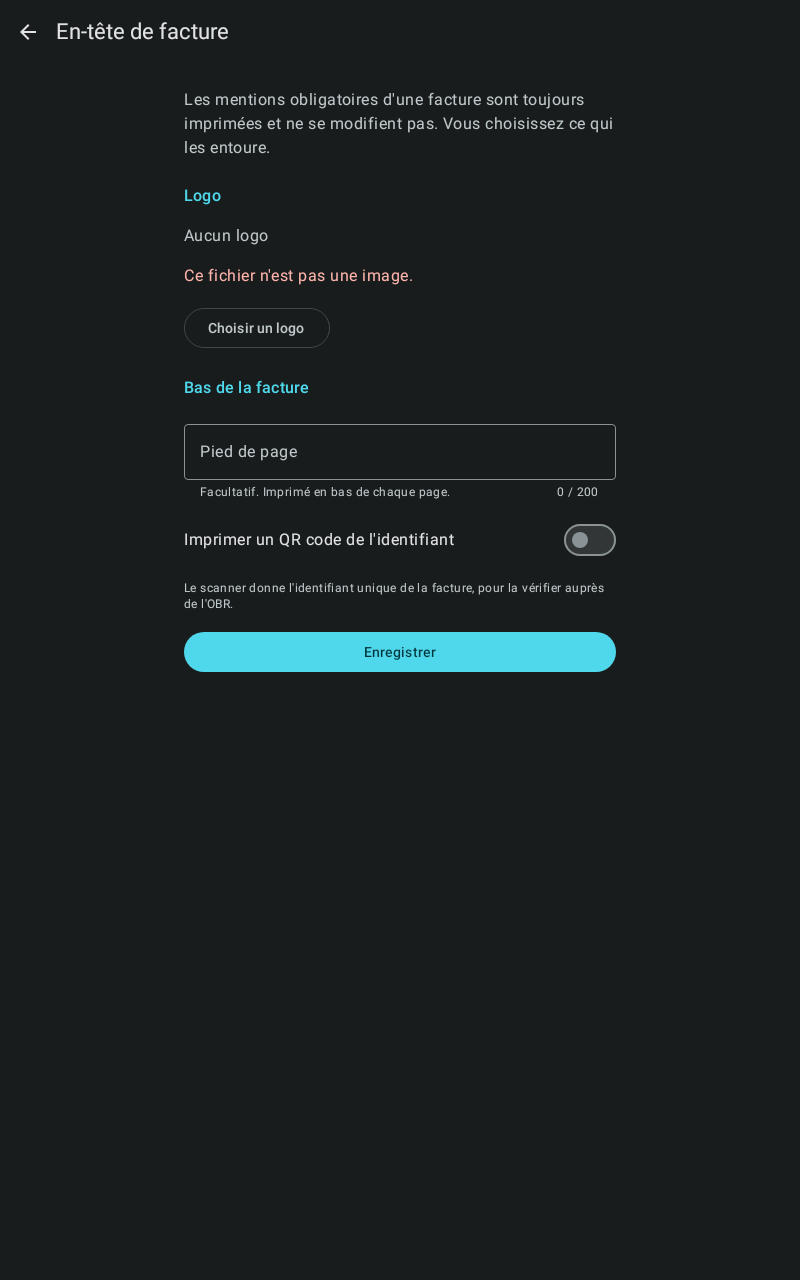 En-tête de facture
Les mentions obligatoires d'une facture sont toujours
imprimées et ne se modifient pas. Vous choisissez ce qui
les entoure.
Logo
Aucun logo
Ce fichier n'est pas une image.
Choisir un logo
Bas de la facture
Pied de page
Facultatif. Imprimé en bas de chaque page. 0 / 200
Imprimer un QR code de l'identifiant
Le scanner donne l'identifiant unique de la facture, pour la vérifier auprès
de l'OBR.
Enregistrer